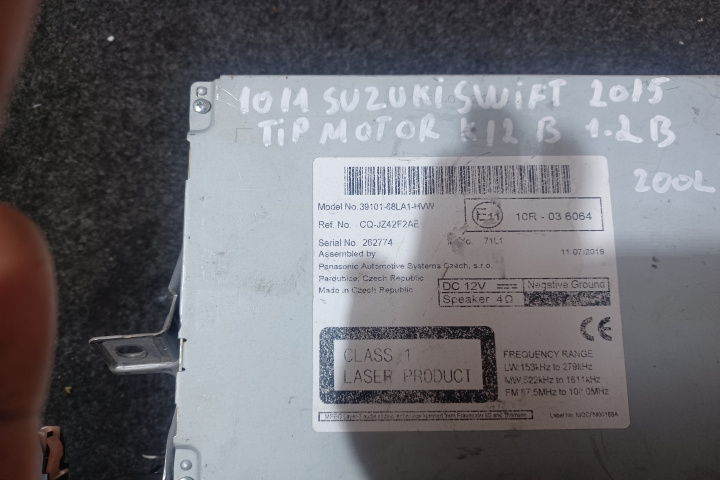 1011 SUZUKI SWIFT 2015
TIP MOTOR K12 B 1.2 B
200L
Model No. 39101-68LA1-HVW
Ref. No. CQ-JZ42F2AE
E11 10R - 03 6064
Serial No. 262774
71L1
Assembled by
11.07/2015
Panasonic Automotive Systems Czech, s.r.o.
Pardubice, Czech Republic
Made in Czech Republic
DC 12V Negative Ground
Speaker 4Ω
CE
CLASS 1
LASER PRODUCT
FREQUENCY RANGE
LW:153kHz to 279kHz
MW:522kHz to 1611kHz
FM:87.5MHz to 108.0MHz
Label No.